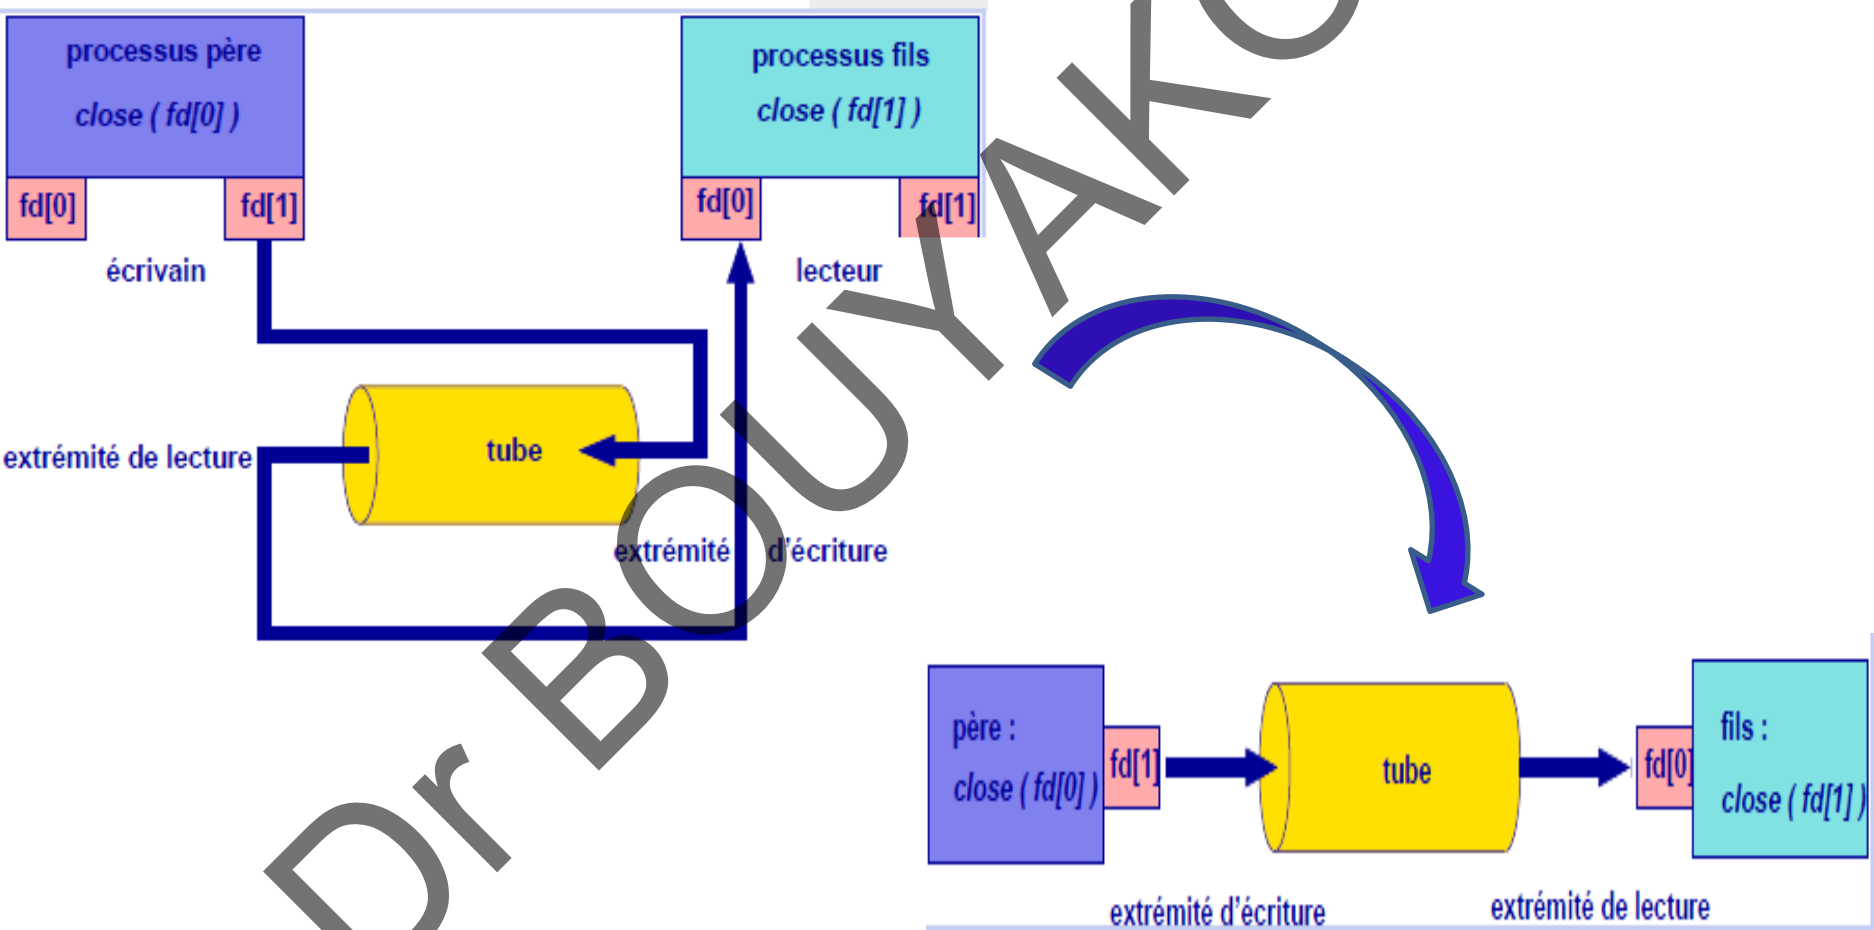 processus père
close ( fd[0] )
fd[0]
fd[1]
écrivain
processus fils
close ( fd[1] )
fd[0]
fd[1]
lecteur
extrémité de lecture
tube
extrémité d'écriture
père :
close ( fd[0] )
fd[1]
tube
fd[0]
fils :
close ( fd[1] )
extrémité d'écriture
extrémité de lecture
Dr BOUYAKO